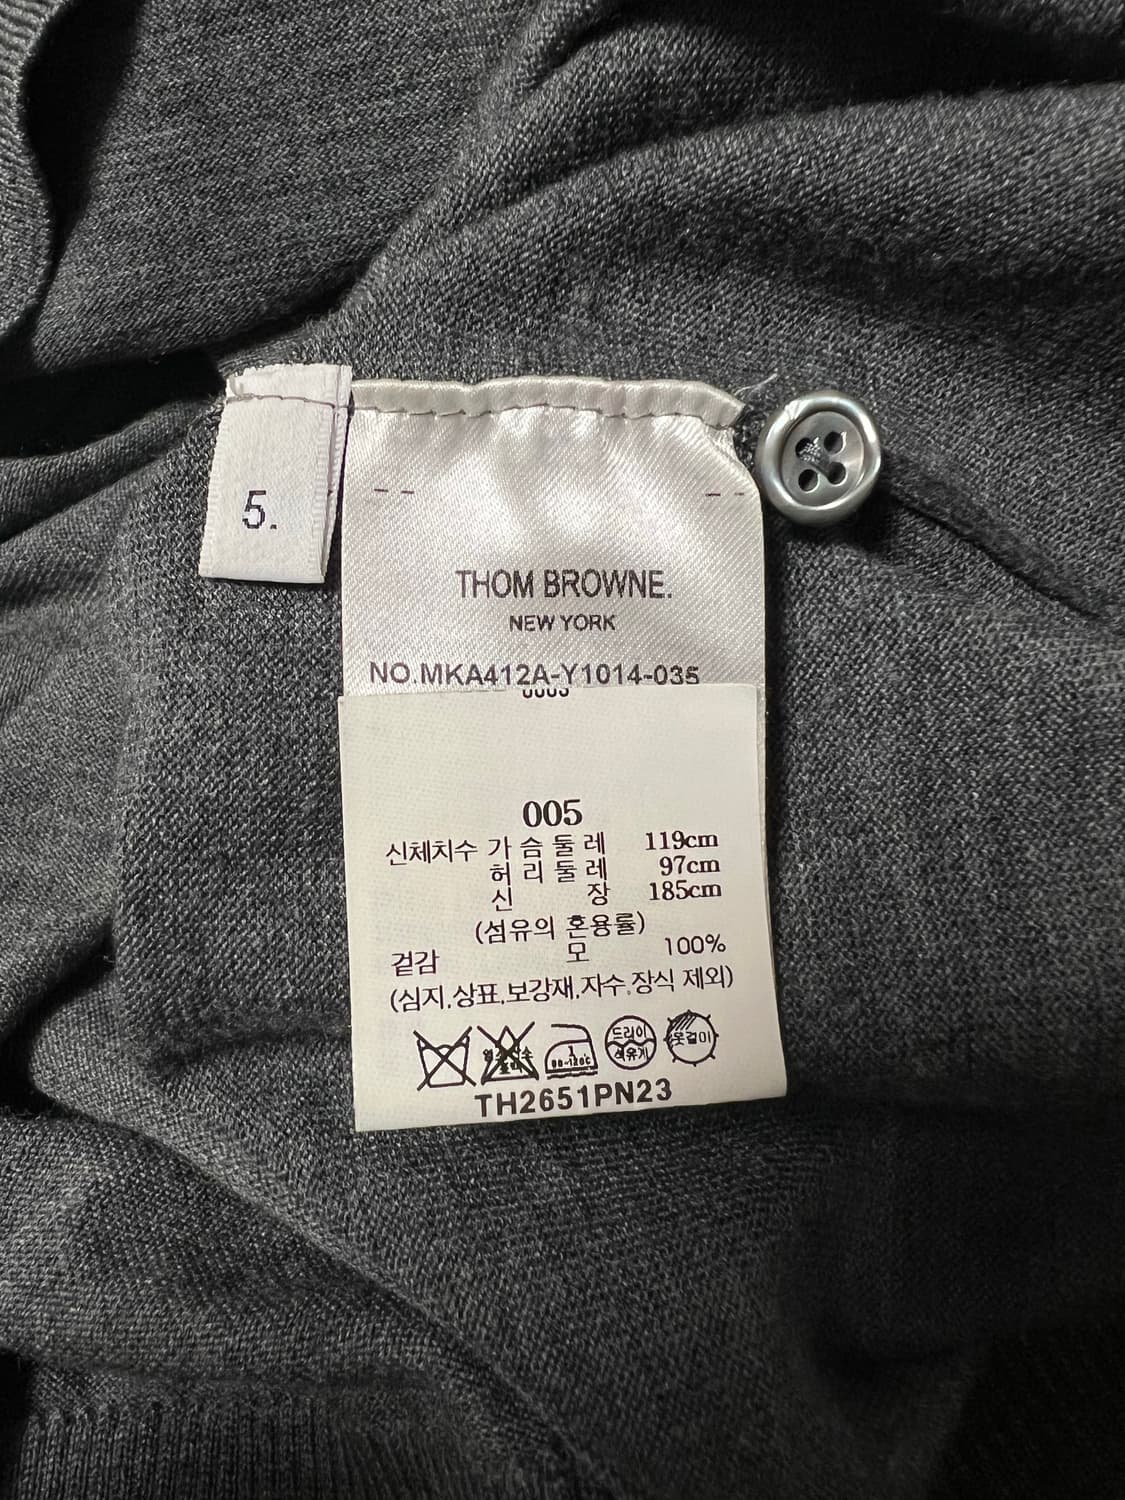 5.
THOM BROWNE.
NEW YORK
NO.MKA412A-Y1014-035
005
신체치수 가 슴 둘 레 119cm
허 리 둘 레 97cm
신 장 185cm
(섬유의 혼용률)
겉감 모 100%
(심지,상표,보강재,자수,장식 제외)
드라이
석유계
옷걸이
TH2651PN23